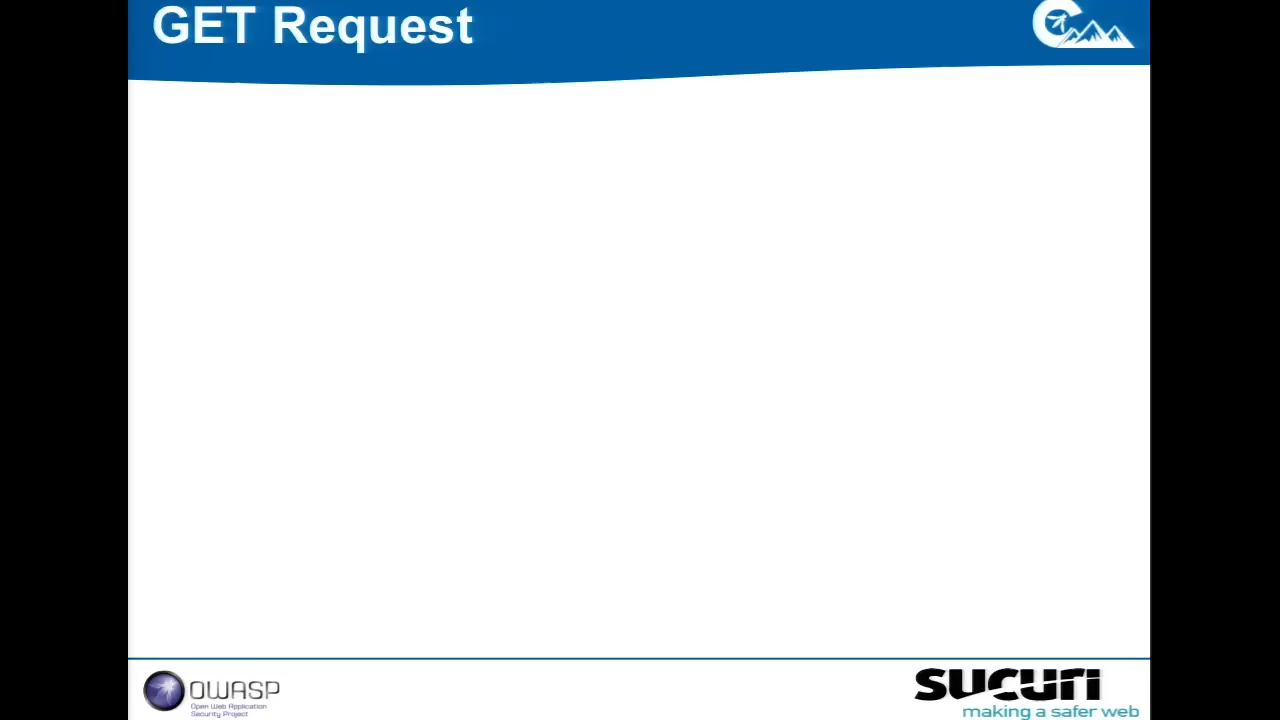 GET Request
OWASP
Open Web Application
Security Project
sucuri
making a safer web